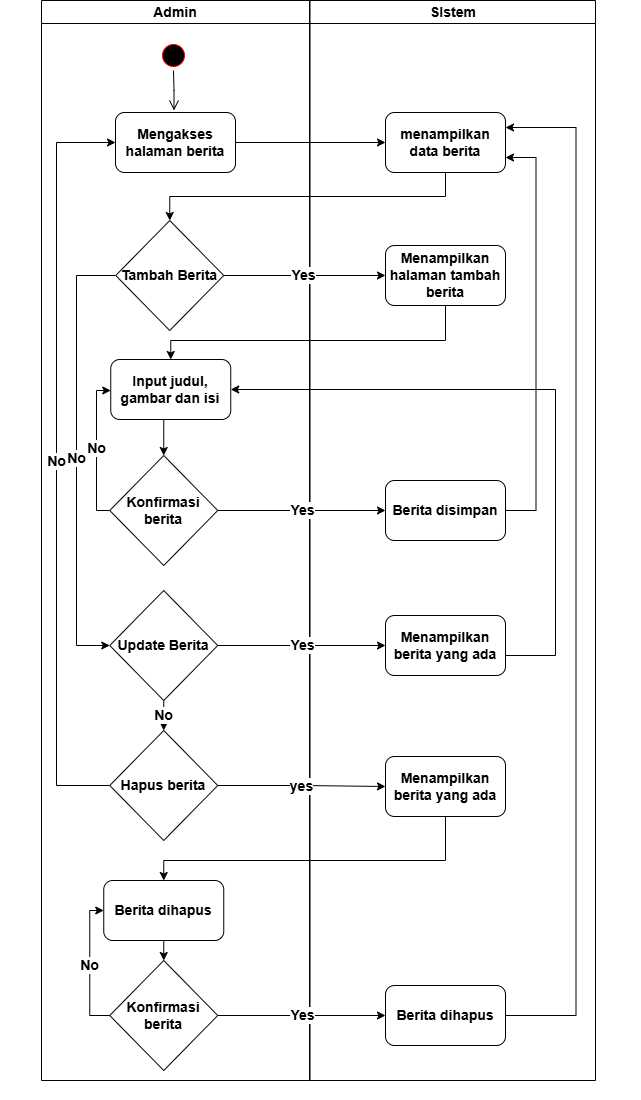 Admin
SIstem
Mengakses
halaman berita
menampilkan
data berita
Tambah Berita
Yes
Menampilkan
halaman tambah
berita
Input judul,
gambar dan isi
No
No
No
Konfirmasi
berita
Yes
Berita disimpan
Update Berita
Yes
Menampilkan
berita yang ada
No
Hapus berita
yes
Menampilkan
berita yang ada
Berita dihapus
No
Konfirmasi
berita
Yes
Berita dihapus